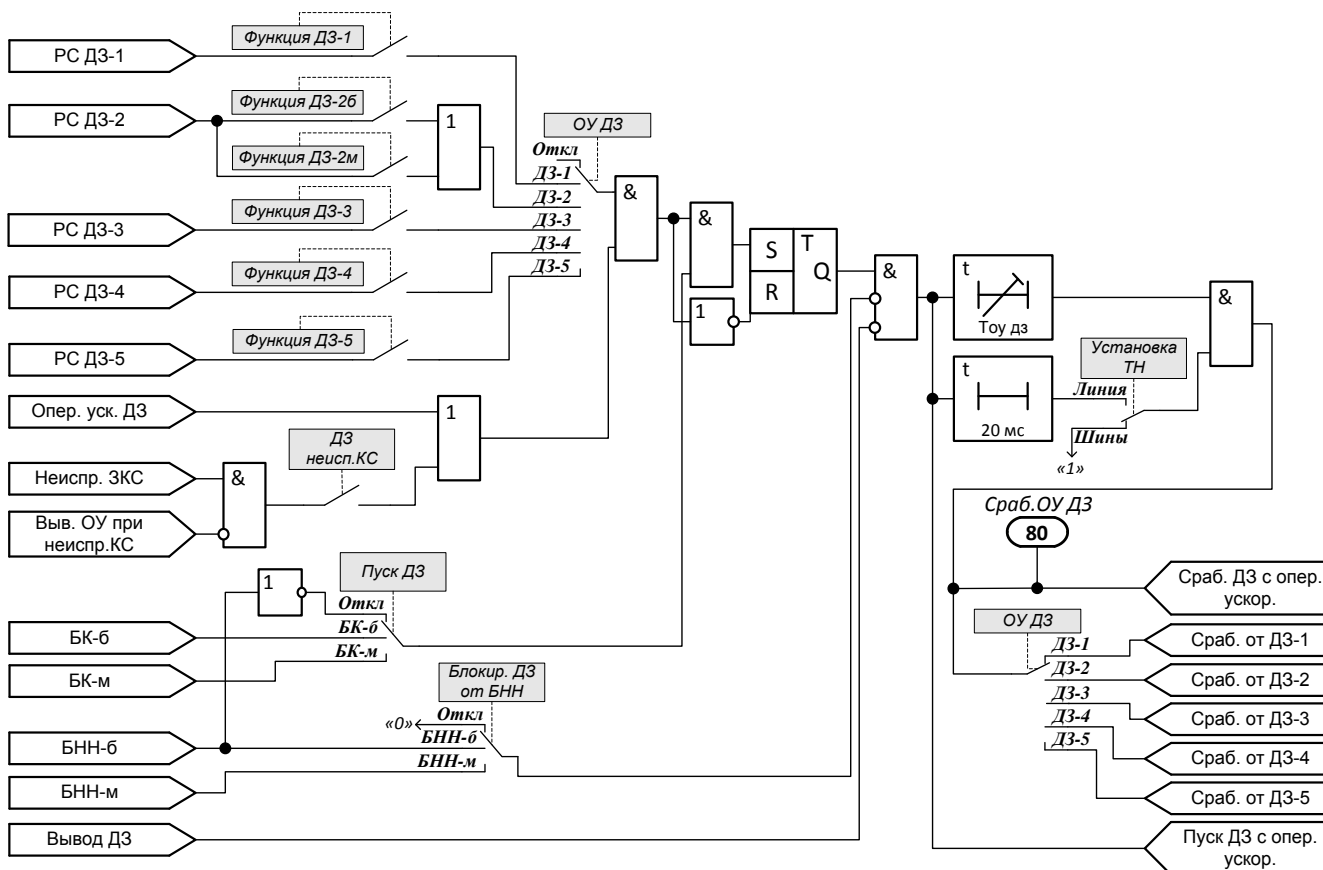 РС ДЗ-1
РС ДЗ-2
РС ДЗ-3
РС ДЗ-4
РС ДЗ-5
Опер. уск. ДЗ
Неиспр. ЗКС
Выв. ОУ при
неиспр.КС
БК-б
БК-м
БНН-б
БНН-м
Вывод ДЗ
Функция ДЗ-1
Функция ДЗ-2б
Функция ДЗ-2м
Функция ДЗ-3
Функция ДЗ-4
Функция ДЗ-5
1
ОУ ДЗ
Откл
ДЗ-1
ДЗ-2
ДЗ-3
ДЗ-4
ДЗ-5
&
&
1
S
R
T
Q
&
&
ДЗ
неисп.КС
1
1
Пуск ДЗ
Откл
БК-б
БК-м
Блокир. ДЗ
от БНН
«0»
Откл
БНН-б
БНН-м
t
Тоу дз
t
20 мс
Установка
ТН
Линия
Шины
«1»
&
Сраб.ОУ ДЗ
80
ОУ ДЗ
ДЗ-1
ДЗ-2
ДЗ-3
ДЗ-4
ДЗ-5
Сраб. ДЗ с опер.
ускор.
Сраб. от ДЗ-1
Сраб. от ДЗ-2
Сраб. от ДЗ-3
Сраб. от ДЗ-4
Сраб. от ДЗ-5
Пуск ДЗ с опер.
ускор.